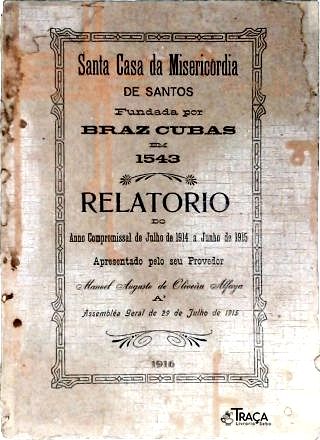 Santa Casa da Misericórdia
DE SANTOS
Fundada por
BRAZ CUBAS
EM
1543
RELATORIO
DO
Anno Compromissal de Julho de 1914 a Junho de 1915
Apresentado pelo seu Provedor
Manoel Augusto de Oliveira Alfaya
A'
Assembléa Geral de 29 de Julho de 1915
1916
TRAÇA
Livraria Sebo